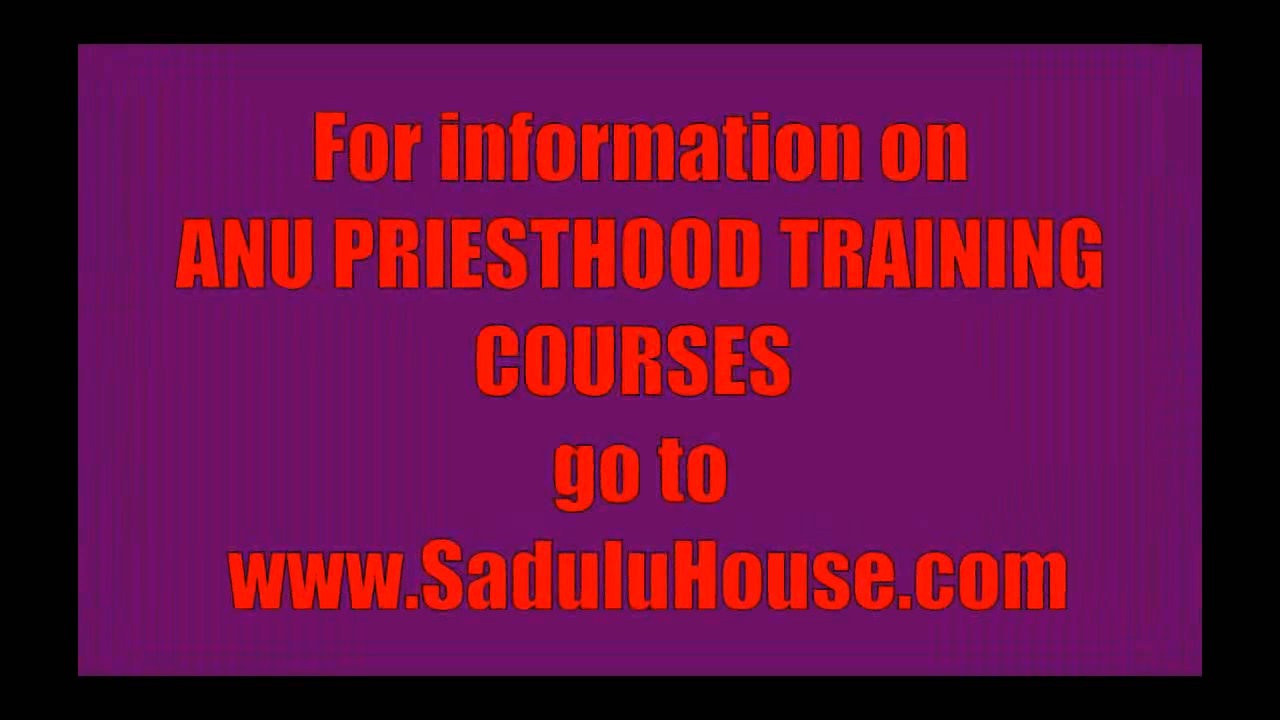 For information on
ANU PRIESTHOOD TRAINING
COURSES
go to
www.SaduluHouse.com